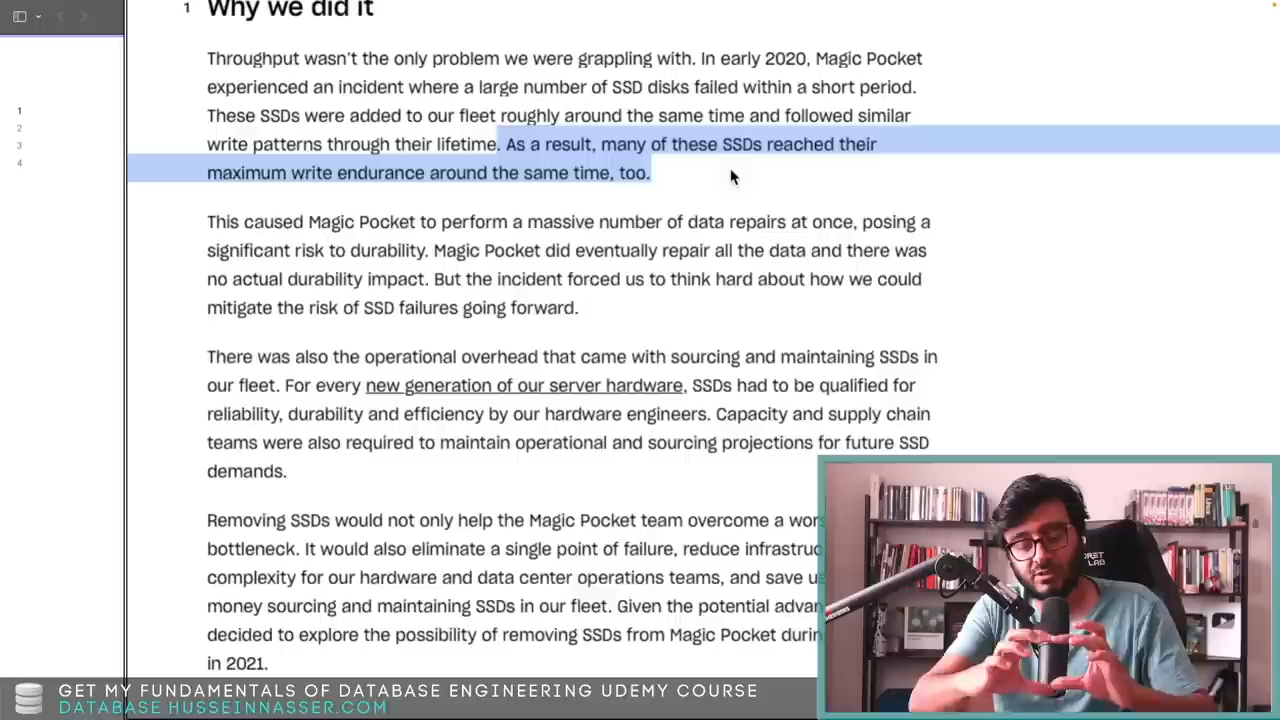 1
Why we did it
Throughput wasn't the only problem we were grappling with. In early 2020, Magic Pocket
experienced an incident where a large number of SSD disks failed within a short period.
These SSDs were added to our fleet roughly around the same time and followed similar
write patterns through their lifetime. As a result, many of these SSDs reached their
maximum write endurance around the same time, too.
This caused Magic Pocket to perform a massive number of data repairs at once, posing a
significant risk to durability. Magic Pocket did eventually repair all the data and there was
no actual durability impact. But the incident forced us to think hard about how we could
mitigate the risk of SSD failures going forward.
There was also the operational overhead that came with sourcing and maintaining SSDs in
our fleet. For every new generation of our server hardware, SSDs had to be qualified for
reliability, durability and efficiency by our hardware engineers. Capacity and supply chain
teams were also required to maintain operational and sourcing projections for future SSD
demands.
Removing SSDs would not only help the Magic Pocket team overcome a
bottleneck. It would also eliminate a single point of failure, reduce
complexity for our hardware and data center operations teams, and save
money sourcing and maintaining SSDs in our fleet. Given the potential
decided to explore the possibility of removing SSDs from Magic Pocket
in 2021.
1
2
3
4
LAB
GET MY FUNDAMENTALS OF DATABASE ENGINEERING UDEMY COURSE
DATABASE.HUSSEINNASSER.COM